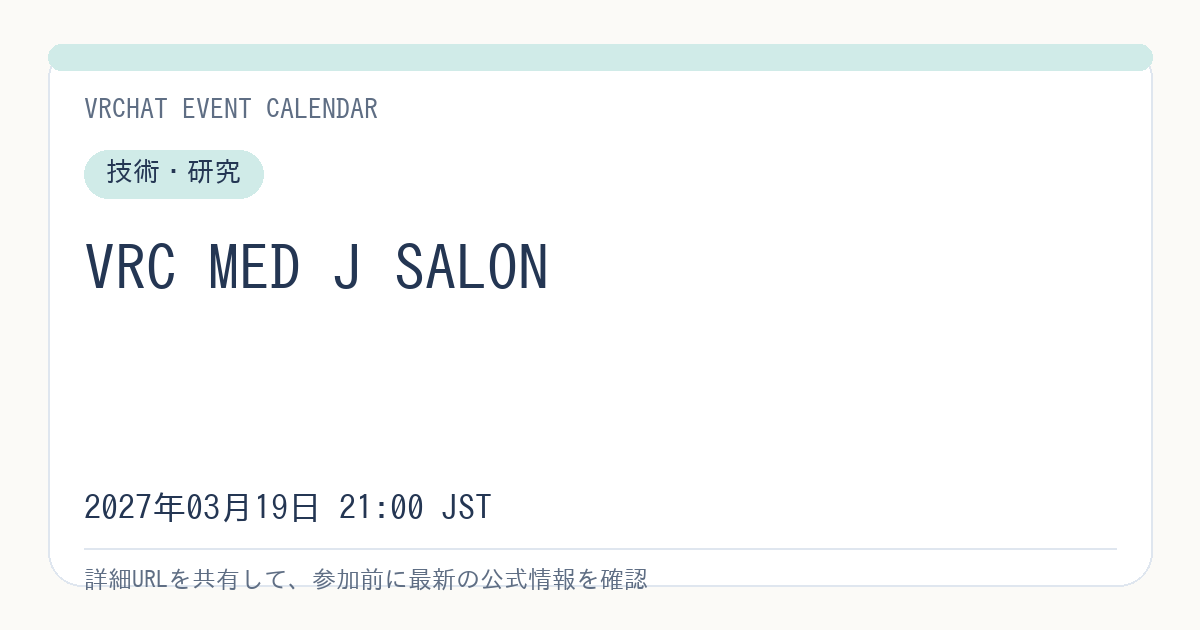 VRCHAT EVENT CALENDAR
技術・研究
VRC MED J SALON
2027年03月19日 21:00 JST
詳細URLを共有して、参加前に最新の公式情報を確認